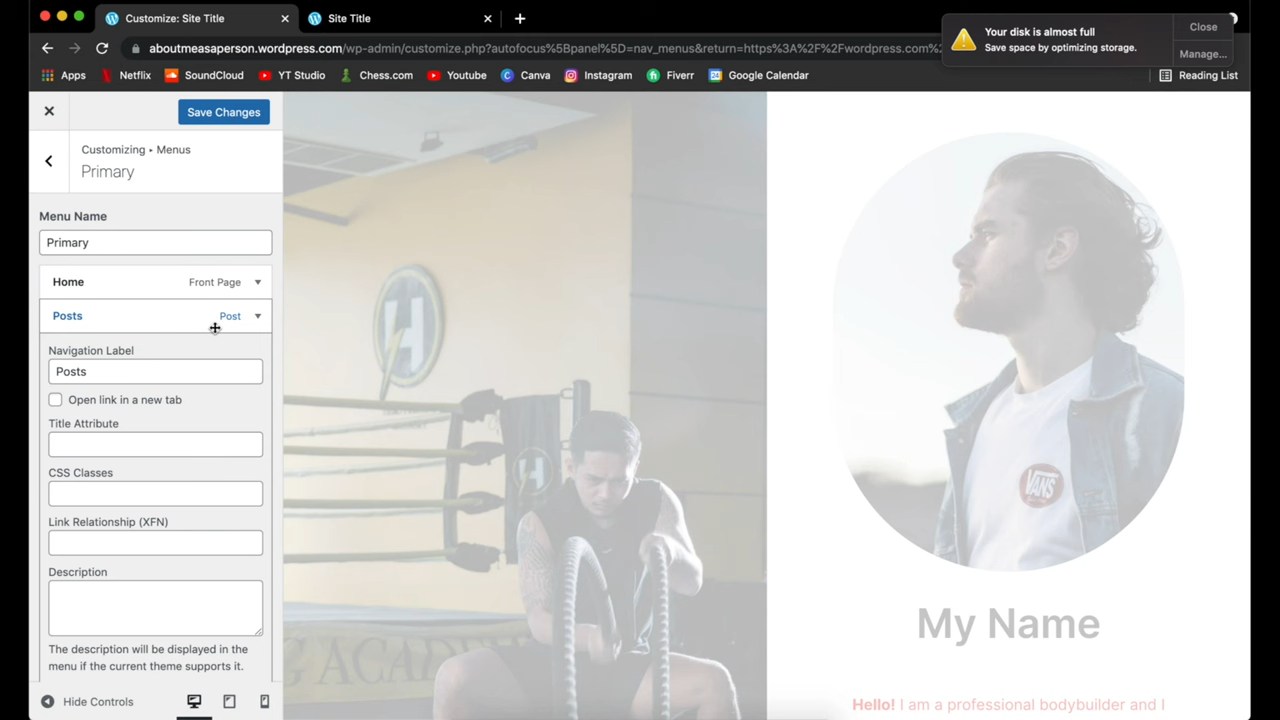 Customize: Site Title
Site Title
Your disk is almost full
Save space by optimizing storage.
Close
Manage...
aboutmeasaperson.wordpress.com/wp-admin/customize.php?autofocus%5Bpanel%5D=nav_menus&return=https%3A%2F%2Fwordpress.com%2
Apps
Netflix
SoundCloud
YT Studio
Chess.com
Youtube
Canva
Instagram
Fiverr
Google Calendar
Reading List
Save Changes
Customizing ▸ Menus
Primary
Menu Name
Primary
Home Front Page
Posts Post
Navigation Label
Posts
Open link in a new tab
Title Attribute
CSS Classes
Link Relationship (XFN)
Description
The description will be displayed in the
menu if the current theme supports it.
Hide Controls
H
H
VANS
My Name
Hello! I am a professional bodybuilder and I